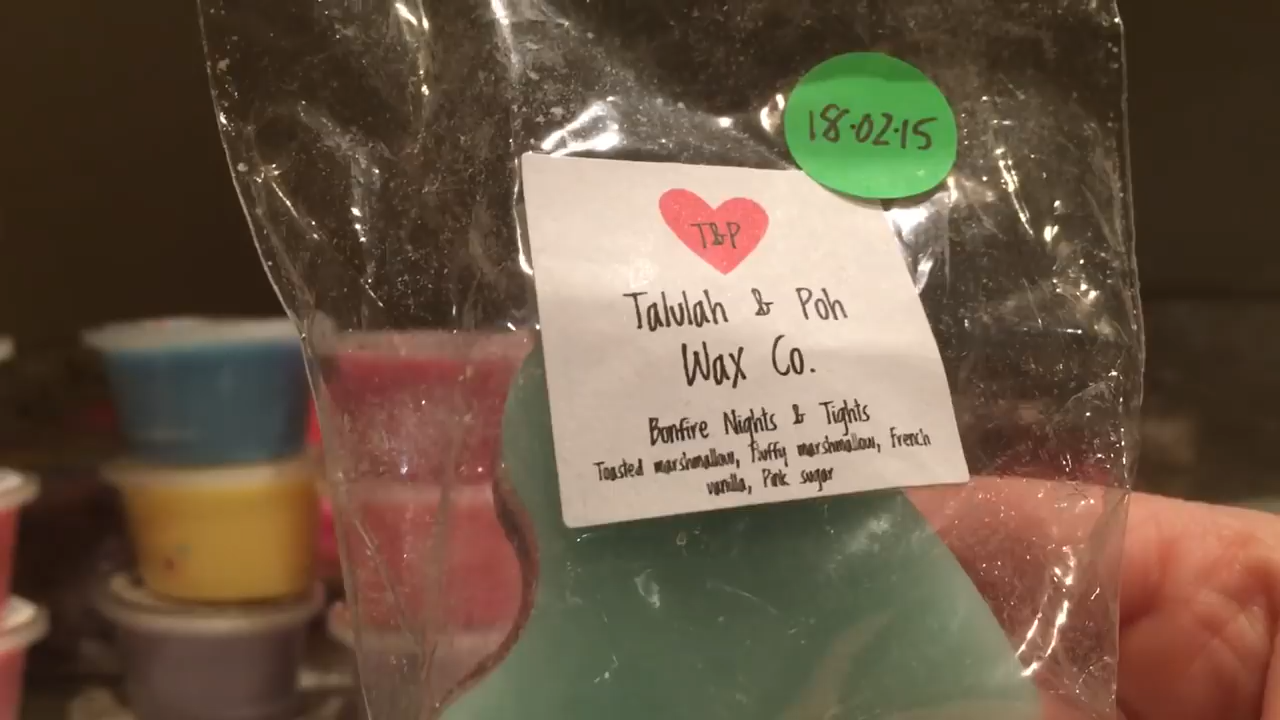 18·02·15
T&P
Talulah & Poh
Wax Co.
Bonfire Nights & Tights
Toasted marshmallow, Fluffy marshmallow, French
vanilla, Pink sugar